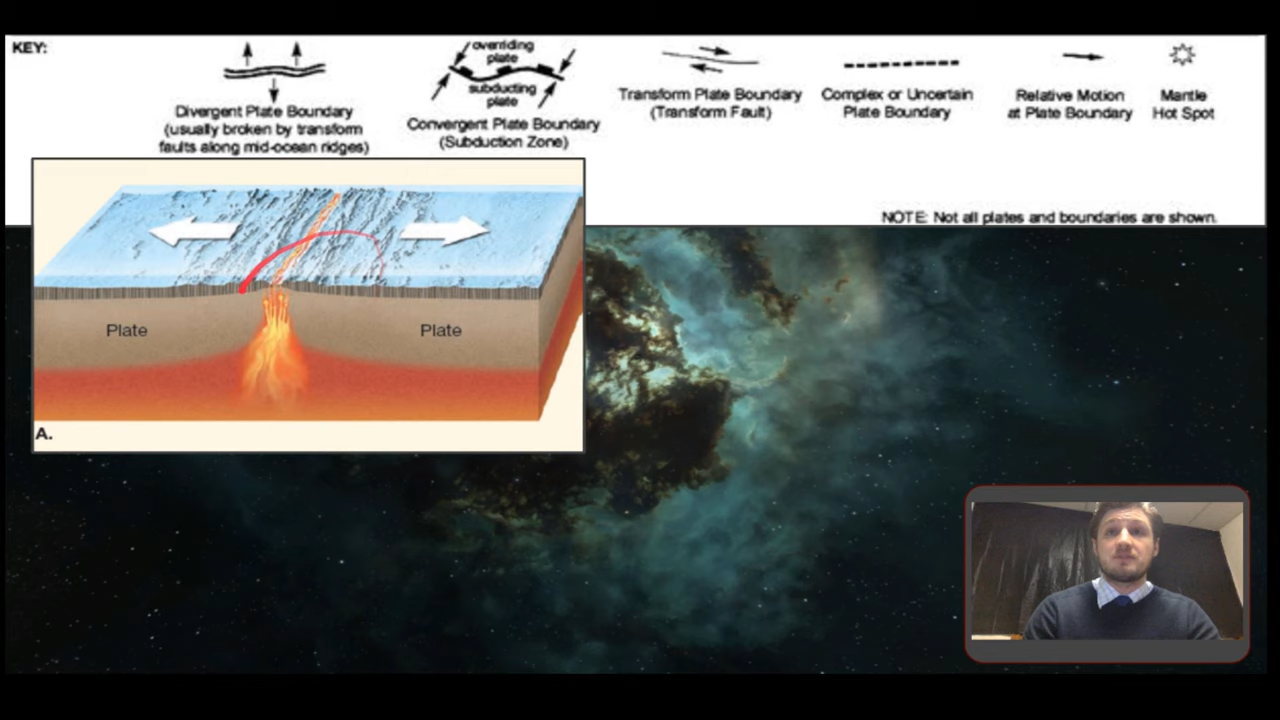 KEY:
Divergent Plate Boundary
(usually broken by transform
faults along mid-ocean ridges)
overriding
plate
subducting
plate
Convergent Plate Boundary
(Subduction Zone)
Transform Plate Boundary
(Transform Fault)
Complex or Uncertain
Plate Boundary
Relative Motion
at Plate Boundary
Mantle
Hot Spot
NOTE: Not all plates and boundaries are shown.
Plate
Plate
A.